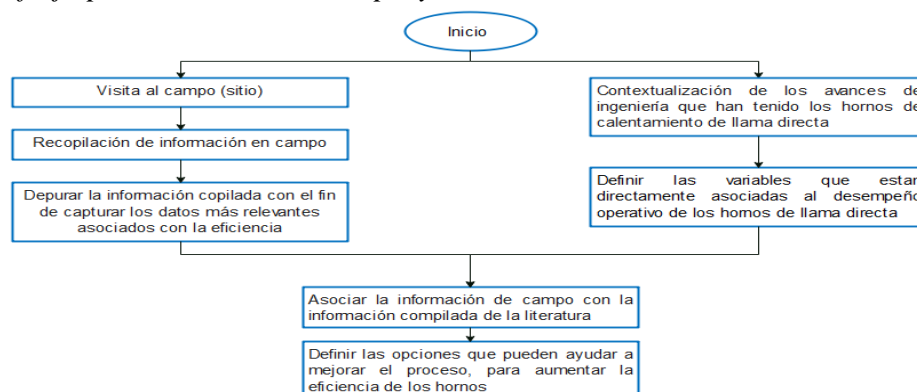 Inicio
Visita al campo (sitio)
Recopilación de información en campo
Depurar la información copilada con el fin
de capturar los datos más relevantes
asociados con la eficiencia
Contextualización de los avances de
ingeniería que han tenido los hornos de
calentamiento de llama directa
Definir las variables que estan
directamente asociadas al desempeño
operativo de los hornos de llama directa
Asociar la información de campo con la
información compilada de la literatura
Definir las opciones que pueden ayudar a
mejorar el proceso, para aumentar la
eficiencia de los hornos